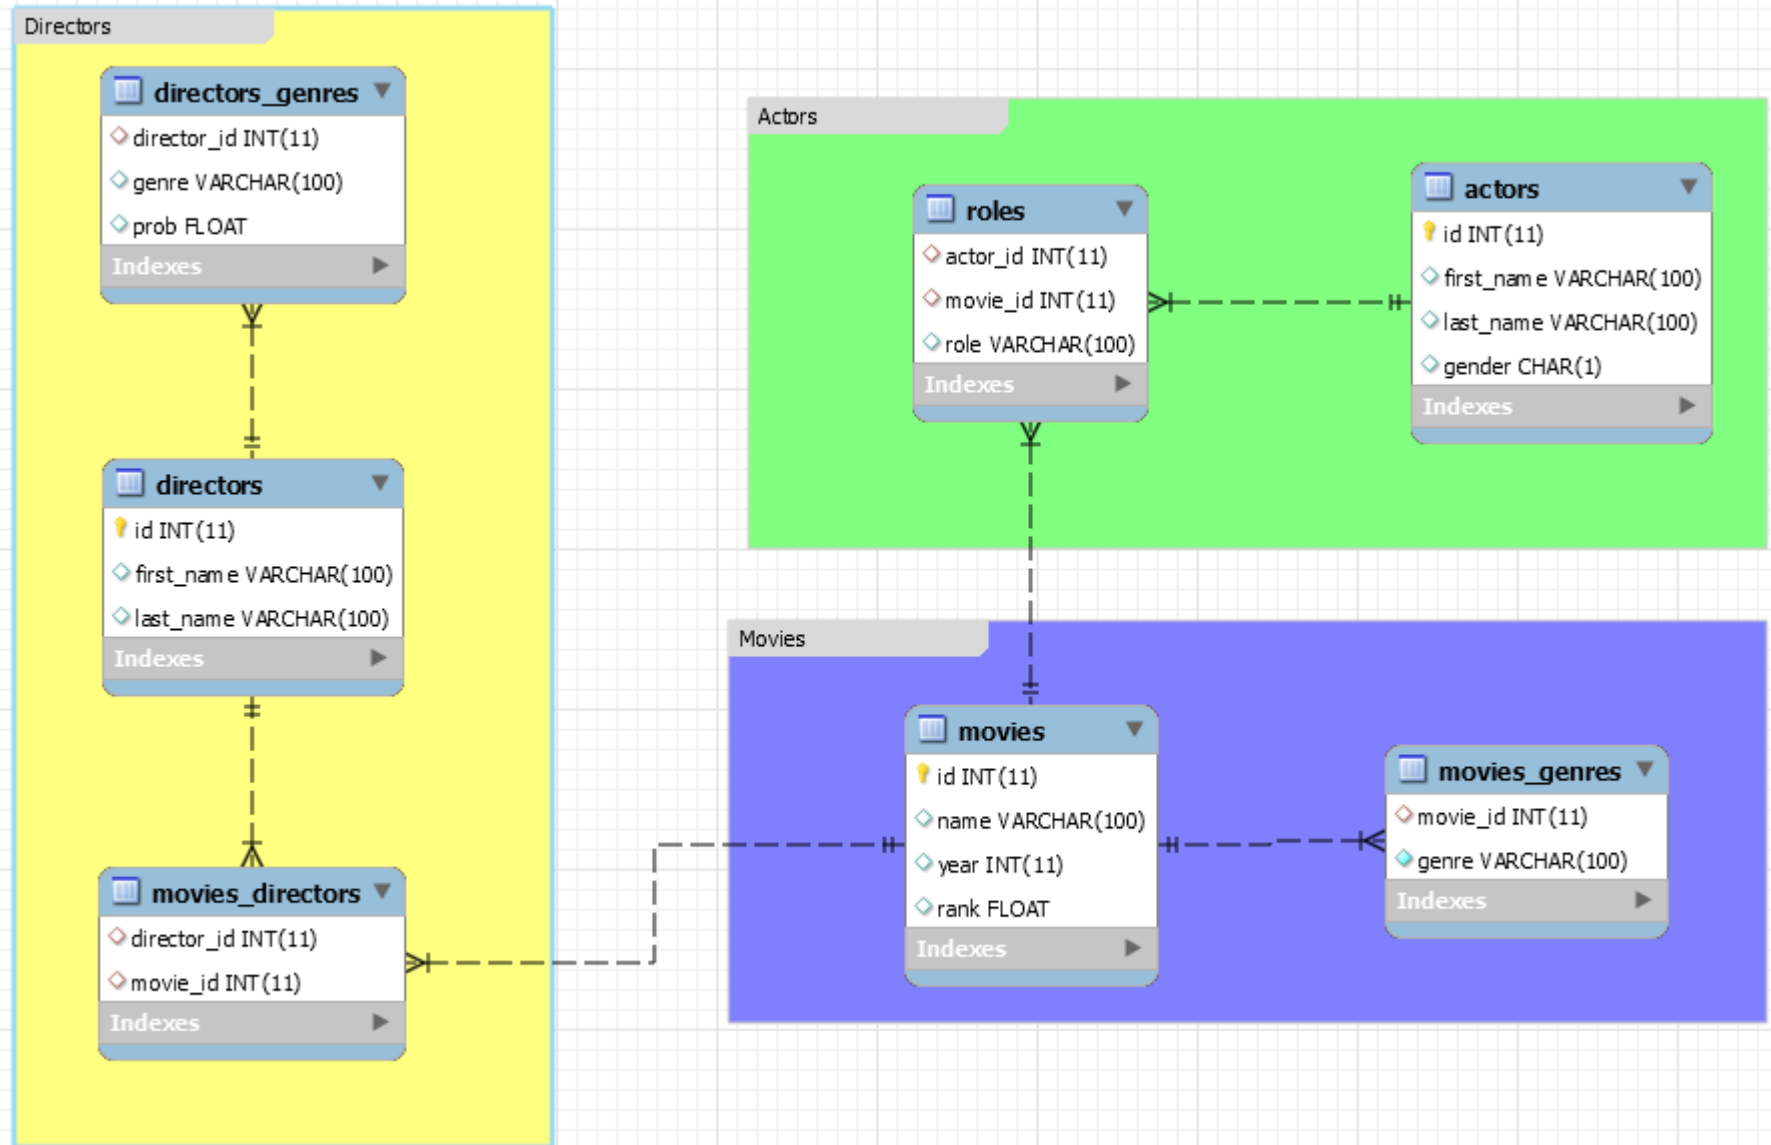 Directors
directors_genres
director_id INT(11)
genre VARCHAR(100)
prob FLOAT
Indexes
directors
id INT(11)
first_name VARCHAR(100)
last_name VARCHAR(100)
Indexes
movies_directors
director_id INT(11)
movie_id INT(11)
Indexes
Actors
roles
actor_id INT(11)
movie_id INT(11)
role VARCHAR(100)
Indexes
actors
id INT(11)
first_name VARCHAR(100)
last_name VARCHAR(100)
gender CHAR(1)
Indexes
Movies
movies
id INT(11)
name VARCHAR(100)
year INT(11)
rank FLOAT
Indexes
movies_genres
movie_id INT(11)
genre VARCHAR(100)
Indexes